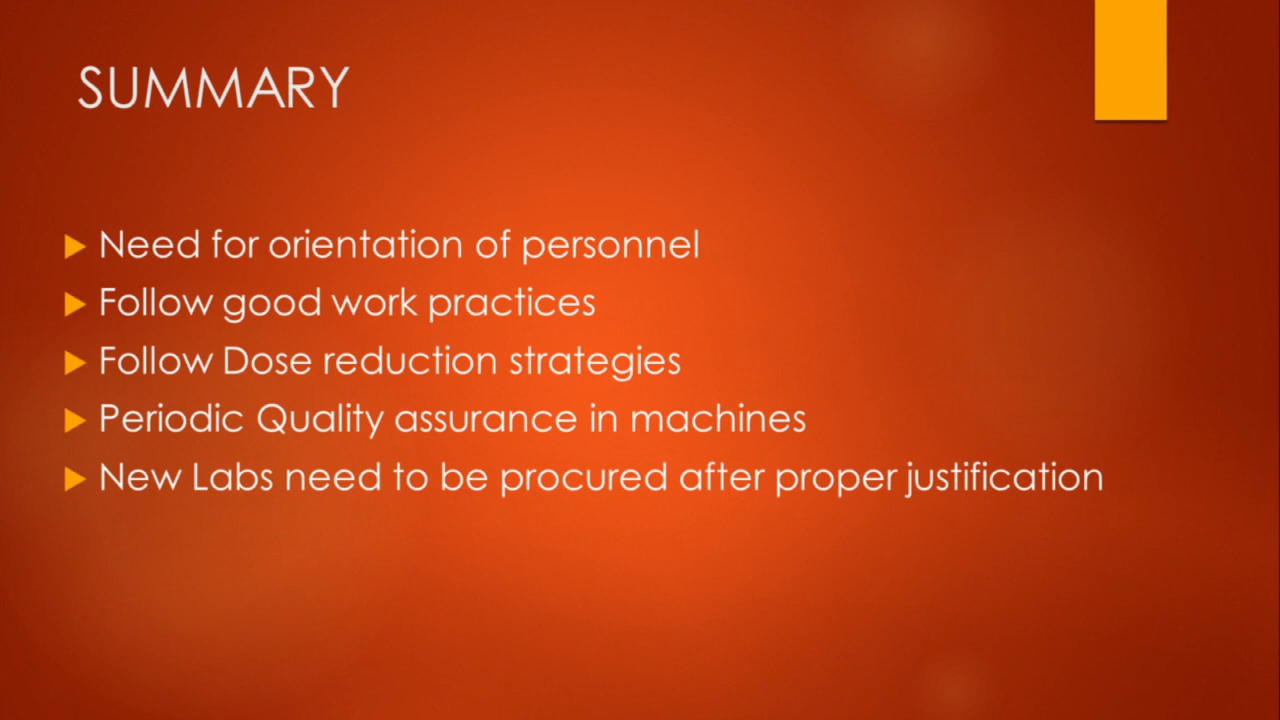 SUMMARY
Need for orientation of personnel
Follow good work practices
Follow Dose reduction strategies
Periodic Quality assurance in machines
New Labs need to be procured after proper justification